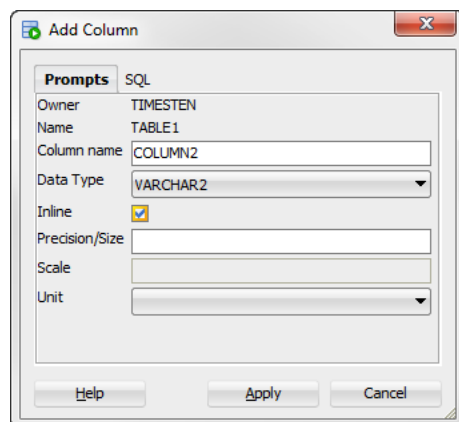 Add Column
Prompts SQL
Owner TIMESTEN
Name TABLE1
Column name COLUMN2
Data Type VARCHAR2
Inline
Precision/Size
Scale
Unit
Help Apply Cancel